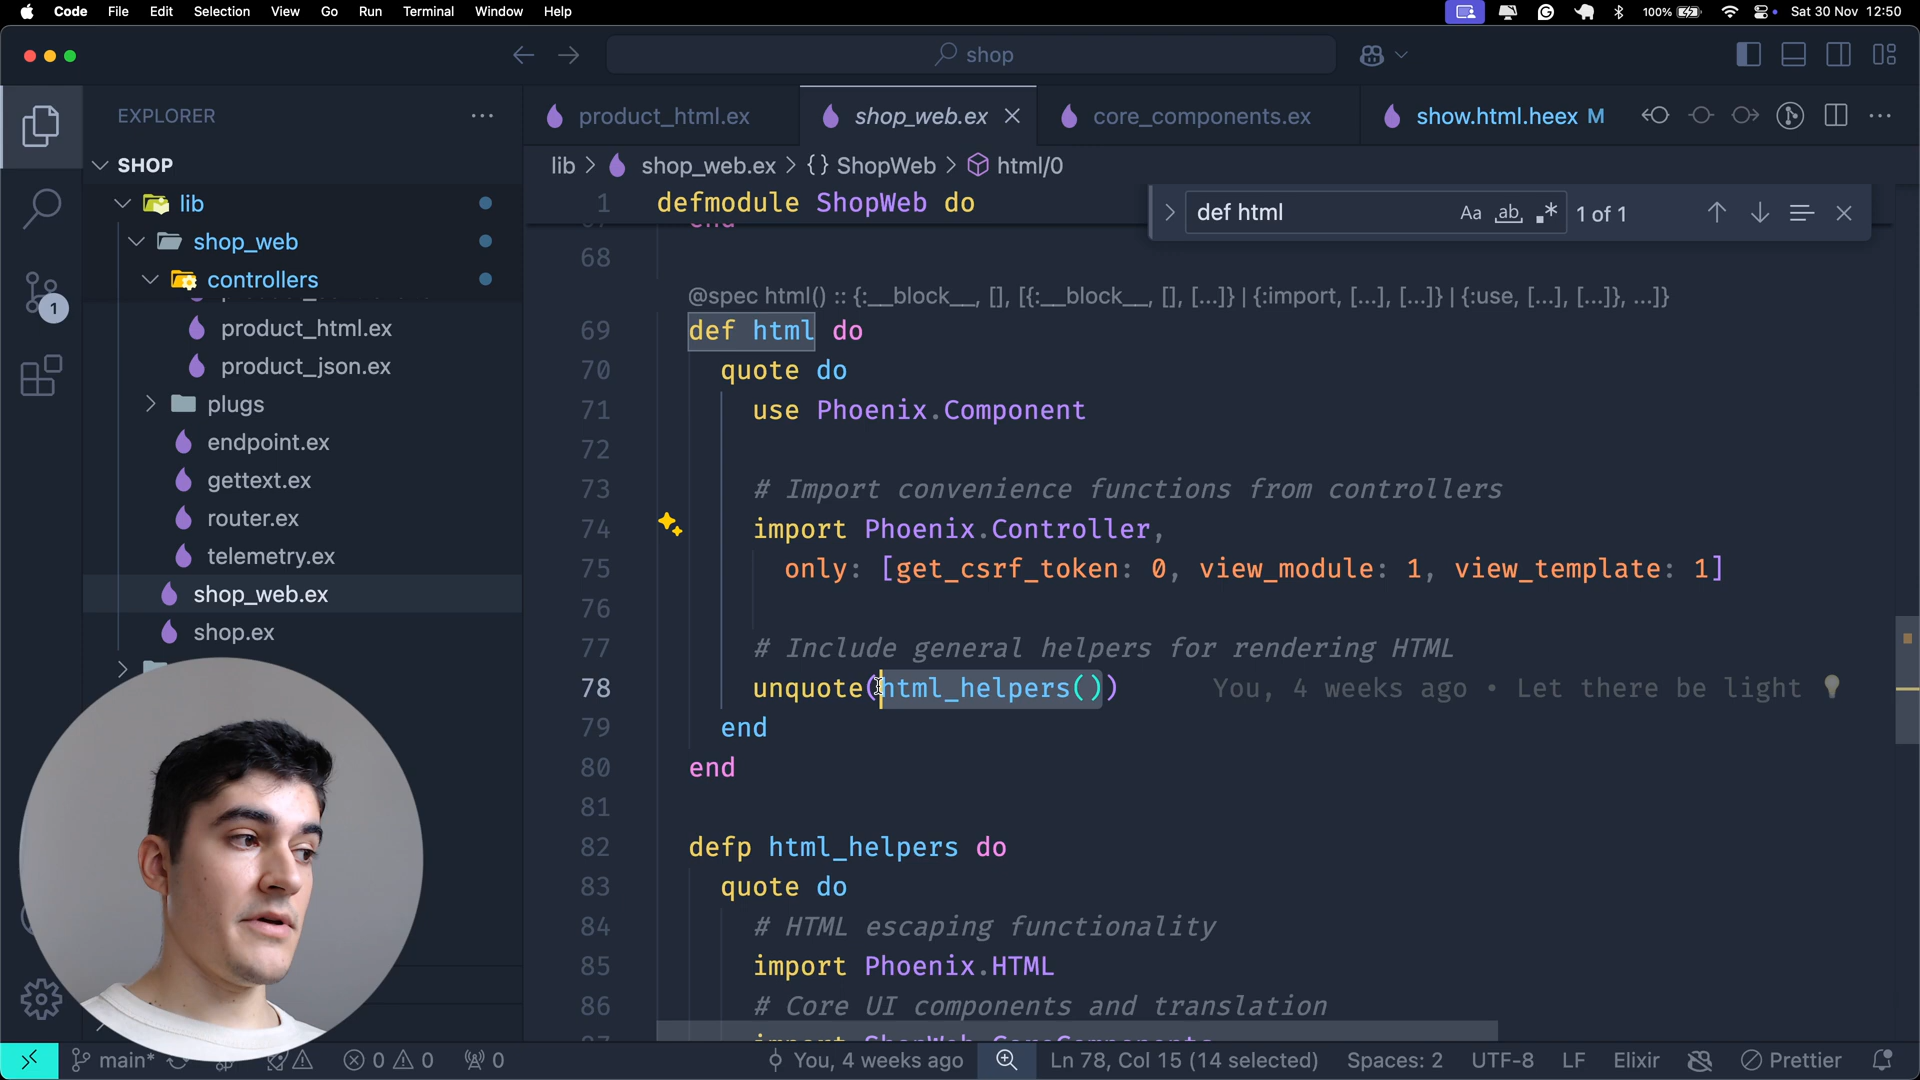 Code File Edit Selection View Go Run Terminal Window Help 100% Sat 30 Nov 12:50
shop
EXPLORER
SHOP
lib
shop_web
controllers
product_html.ex
product_json.ex
plugs
endpoint.ex
gettext.ex
router.ex
telemetry.ex
shop_web.ex
shop.ex
1
product_html.ex shop_web.ex core_components.ex show.html.heex M
lib > shop_web.ex > {} ShopWeb > html/0
def html Aa ab .* 1 of 1
1 defmodule ShopWeb do
68
@spec html() :: {:__block__, [], [{:__block__, [], [...]} | {:import, [...], [...]} | {:use, [...], [...]}, ...]}
69 def html do
70 quote do
71 use Phoenix.Component
72
73 # Import convenience functions from controllers
74 import Phoenix.Controller,
75 only: [get_csrf_token: 0, view_module: 1, view_template: 1]
76
77 # Include general helpers for rendering HTML
78 unquote(html_helpers()) You, 4 weeks ago • Let there be light
79 end
80 end
81
82 defp html_helpers do
83 quote do
84 # HTML escaping functionality
85 import Phoenix.HTML
86 # Core UI components and translation
main* 0 0 0 You, 4 weeks ago Ln 78, Col 15 (14 selected) Spaces: 2 UTF-8 LF Elixir Prettier